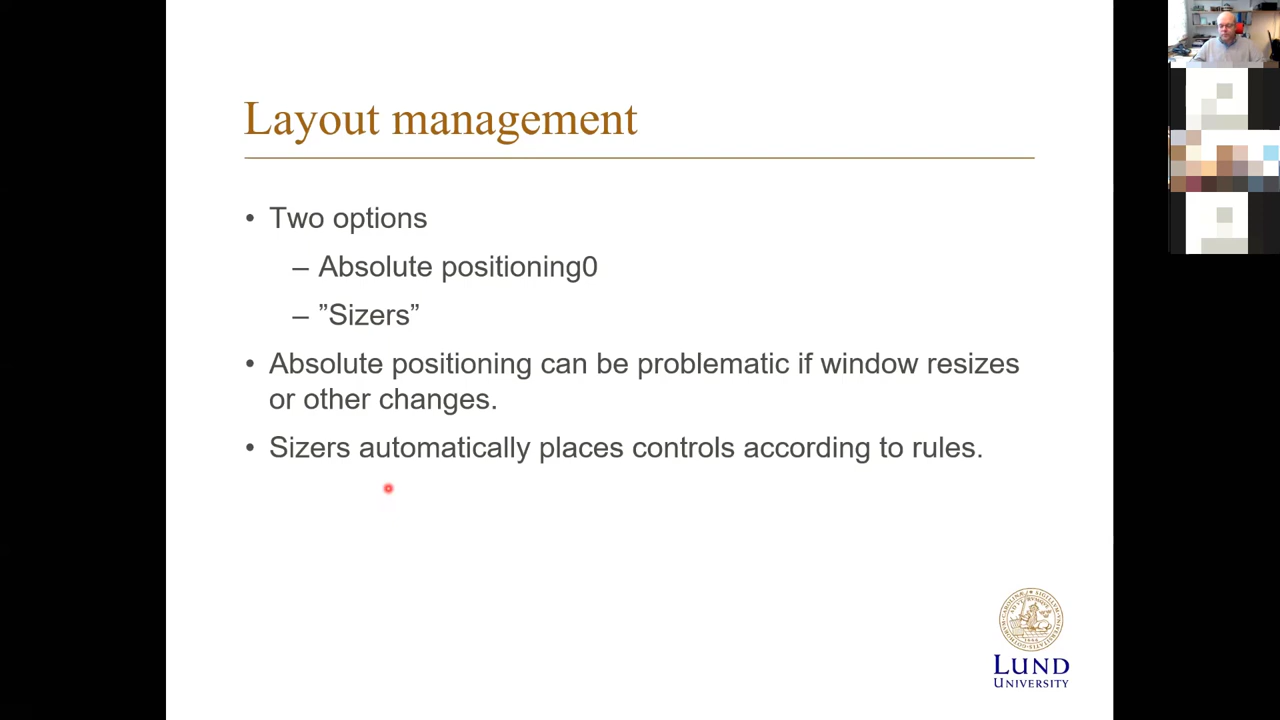 Layout management
• Two options
– Absolute positioning0
– ”Sizers”
• Absolute positioning can be problematic if window resizes
or other changes.
• Sizers automatically places controls according to rules.
LUND
UNIVERSITY